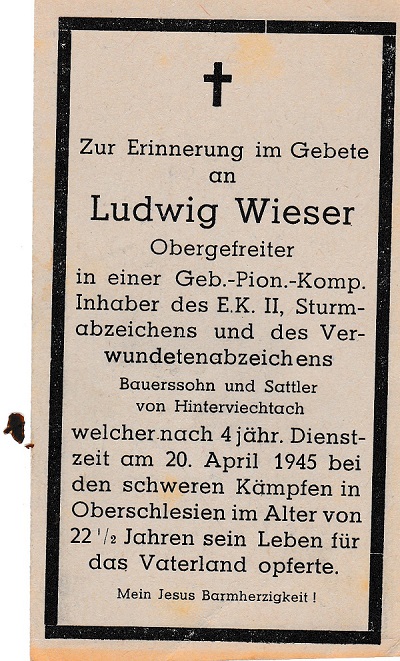 Zur Erinnerung im Gebete
an
Ludwig Wieser
Obergefreiter
in einer Geb.-Pion.-Komp.
Inhaber des E.K. II, Sturm-
abzeichens und des Ver-
wundetenabzeichens
Bauerssohn und Sattler
von Hinterviechtach
welcher nach 4 jähr. Dienst-
zeit am 20. April 1945 bei
den schweren Kämpfen in
Oberschlesien im Alter von
22 ½ Jahren sein Leben für
das Vaterland opferte.
Mein Jesus Barmherzigkeit!